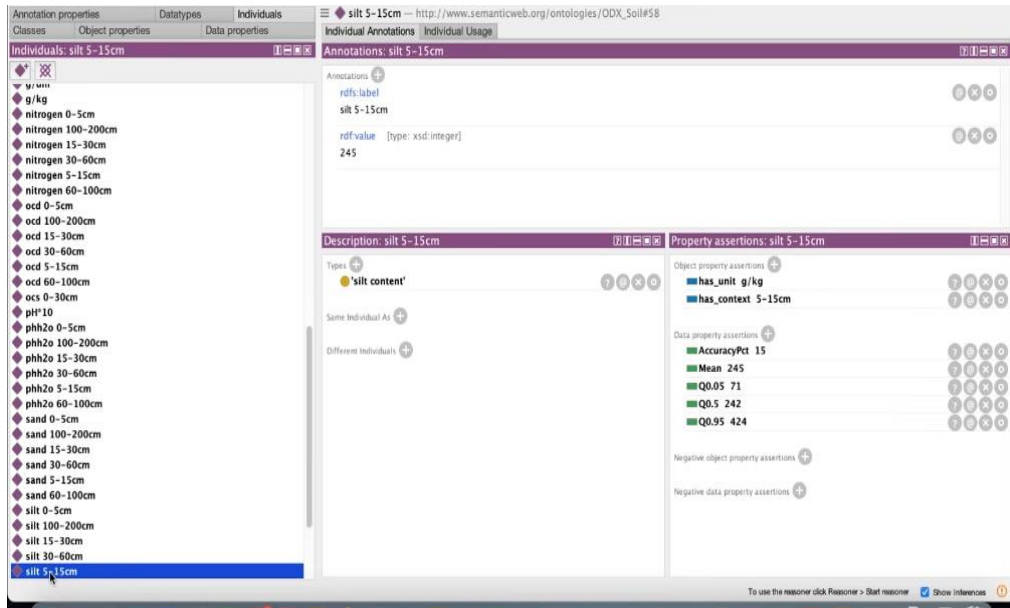 Annotation properties Datatypes Individuals
Classes Object properties Data properties
Individuals: silt 5-15cm
g/kg
nitrogen 0-5cm
nitrogen 100-200cm
nitrogen 15-30cm
nitrogen 30-60cm
nitrogen 5-15cm
nitrogen 60-100cm
ocd 0-5cm
ocd 100-200cm
ocd 15-30cm
ocd 30-60cm
ocd 5-15cm
ocd 60-100cm
ocs 0-30cm
pH*10
phh2o 0-5cm
phh2o 100-200cm
phh2o 15-30cm
phh2o 30-60cm
phh2o 5-15cm
phh2o 60-100cm
sand 0-5cm
sand 100-200cm
sand 15-30cm
sand 30-60cm
sand 5-15cm
sand 60-100cm
silt 0-5cm
silt 100-200cm
silt 15-30cm
silt 30-60cm
silt 5-15cm
silt 5-15cm — http://www.semanticweb.org/ontologies/ODX_Soil#58
Individual Annotations Individual Usage
Annotations: silt 5-15cm
Annotations
rdfs:label
silt 5-15cm
rdf:value [type: xsd:integer]
245
Description: silt 5-15cm
Types
'silt content'
Same Individual As
Different Individuals
Property assertions: silt 5-15cm
Object property assertions
has_unit g/kg
has_context 5-15cm
Data property assertions
AccuracyPct 15
Mean 245
Q0.05 71
Q0.5 242
Q0.95 424
Negative object property assertions
Negative data property assertions
To use the reasoner click Reasoner > Start reasoner Show Inferences